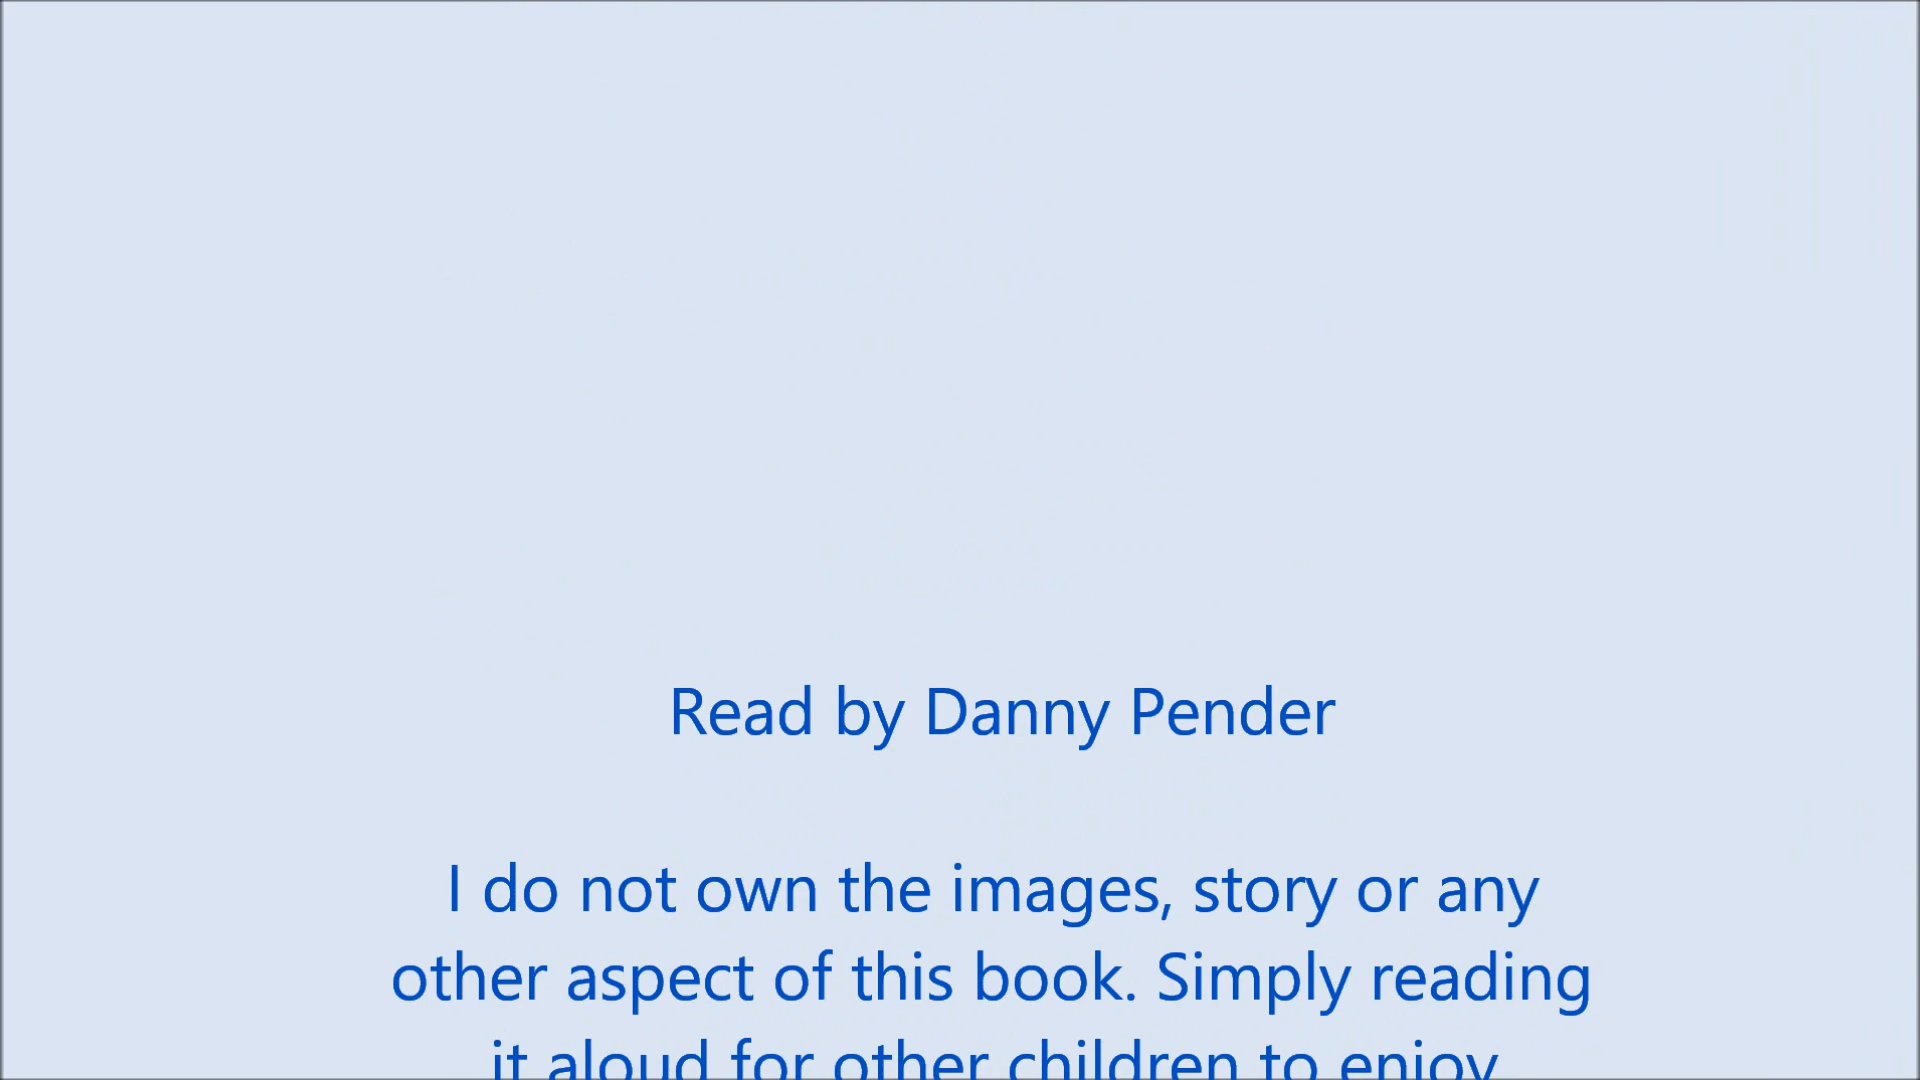 Read by Danny Pender
I do not own the images, story or any
other aspect of this book. Simply reading
it aloud for other children to enjoy